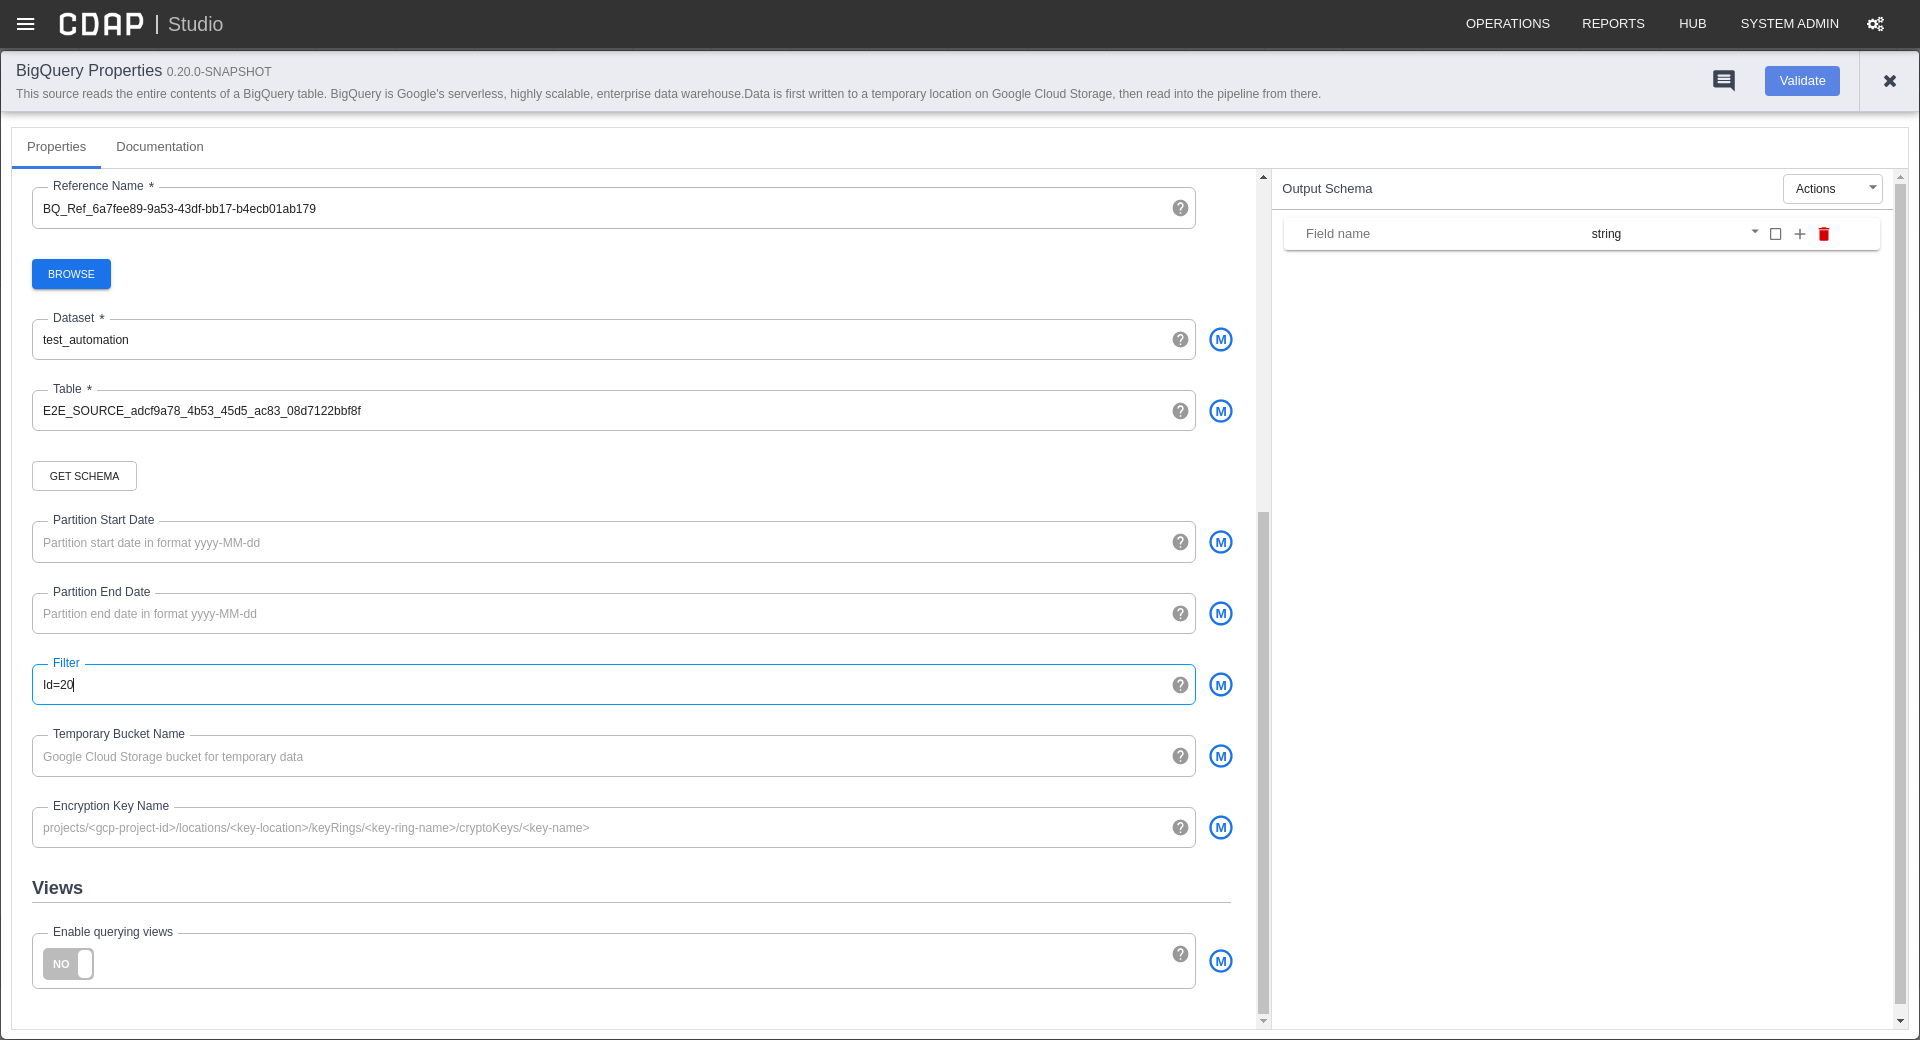 CDAP | Studio
OPERATIONS REPORTS HUB SYSTEM ADMIN
BigQuery Properties 0.20.0-SNAPSHOT
This source reads the entire contents of a BigQuery table. BigQuery is Google's serverless, highly scalable, enterprise data warehouse.Data is first written to a temporary location on Google Cloud Storage, then read into the pipeline from there.
Validate
Properties Documentation
Reference Name *
BQ_Ref_6a7fee89-9a53-43df-bb17-b4ecb01ab179
BROWSE
Dataset *
test_automation
M
Table *
E2E_SOURCE_adcf9a78_4b53_45d5_ac83_08d7122bbf8f
M
GET SCHEMA
Partition Start Date
Partition start date in format yyyy-MM-dd
M
Partition End Date
Partition end date in format yyyy-MM-dd
M
Filter
Id=20
M
Temporary Bucket Name
Google Cloud Storage bucket for temporary data
M
Encryption Key Name
projects/<gcp-project-id>/locations/<key-location>/keyRings/<key-ring-name>/cryptoKeys/<key-name>
M
Views
Enable querying views
NO
M
Output Schema
Actions
Field name string